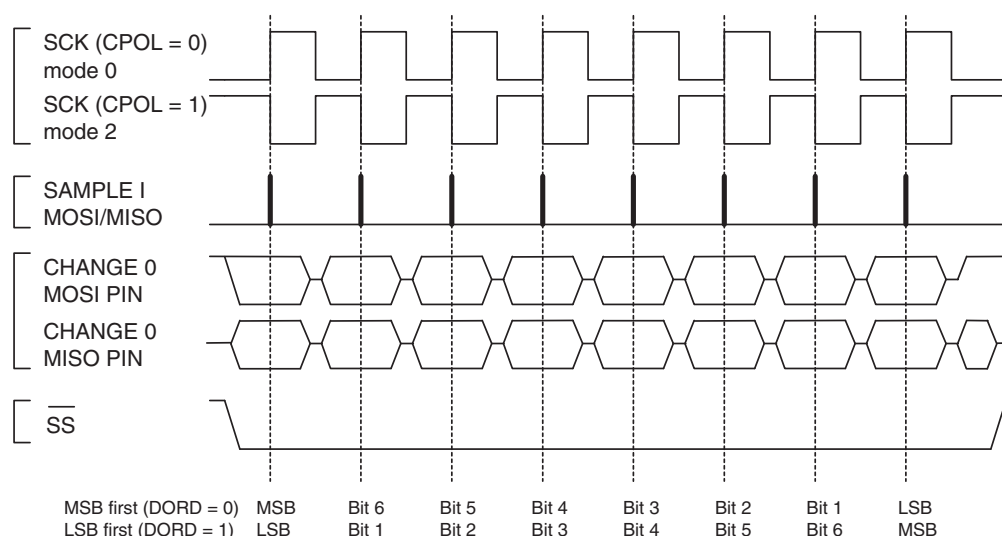 SCK (CPOL = 0)
mode 0
SCK (CPOL = 1)
mode 2
SAMPLE I
MOSI/MISO
CHANGE 0
MOSI PIN
CHANGE 0
MISO PIN
SS
MSB first (DORD = 0) MSB Bit 6 Bit 5 Bit 4 Bit 3 Bit 2 Bit 1 LSB
LSB first (DORD = 1) LSB Bit 1 Bit 2 Bit 3 Bit 4 Bit 5 Bit 6 MSB